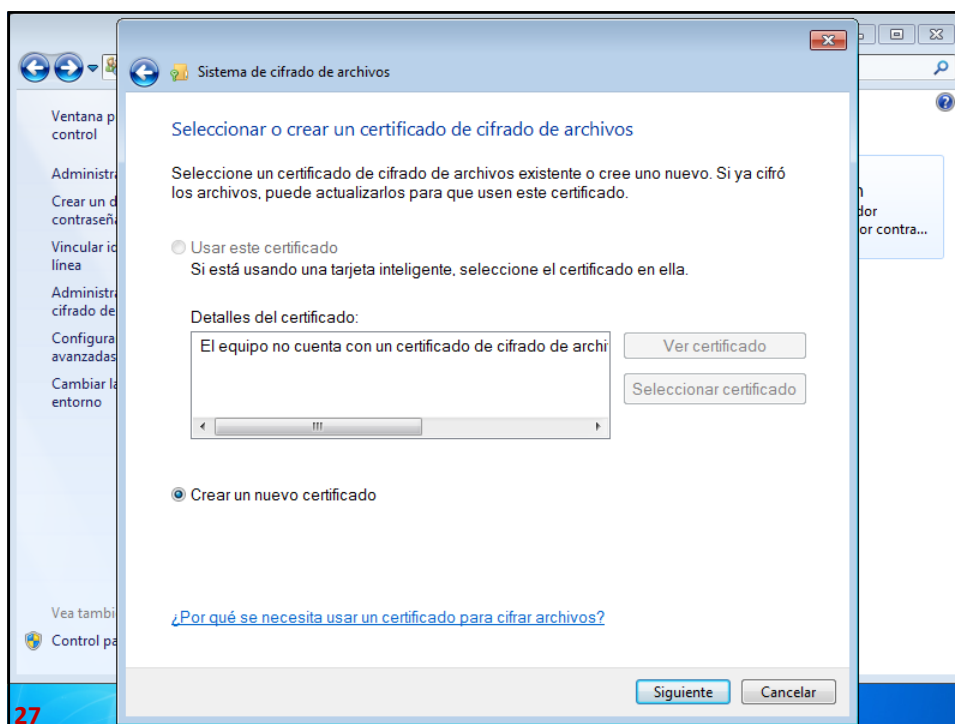 Sistema de cifrado de archivos
Ventana p
control
Administra
Crear un d
contraseña
Vincular id
línea
Administra
cifrado de
Configura
avanzadas
Cambiar la
entorno
Vea tambi
Control pa
Seleccionar o crear un certificado de cifrado de archivos
Seleccione un certificado de cifrado de archivos existente o cree uno nuevo. Si ya cifró
los archivos, puede actualizarlos para que usen este certificado.
Usar este certificado
Si está usando una tarjeta inteligente, seleccione el certificado en ella.
Detalles del certificado:
El equipo no cuenta con un certificado de cifrado de archi
Ver certificado
Seleccionar certificado
Crear un nuevo certificado
¿Por qué se necesita usar un certificado para cifrar archivos?
Siguiente
Cancelar
dor
or contra...
27